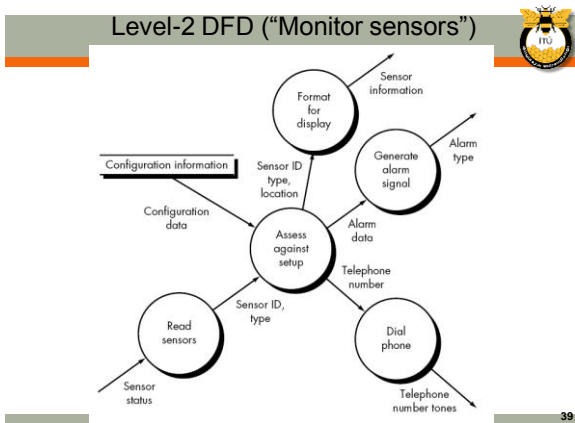 Level-2 DFD (“Monitor sensors”)
İTÜ
Sensor
information
Format
for
display
Alarm
type
Generate
alarm
signal
Configuration information
Sensor ID
type,
location
Configuration
data
Alarm
data
Assess
against
setup
Telephone
number
Sensor ID,
type
Read
sensors
Dial
phone
Sensor
status
Telephone
number tones
39